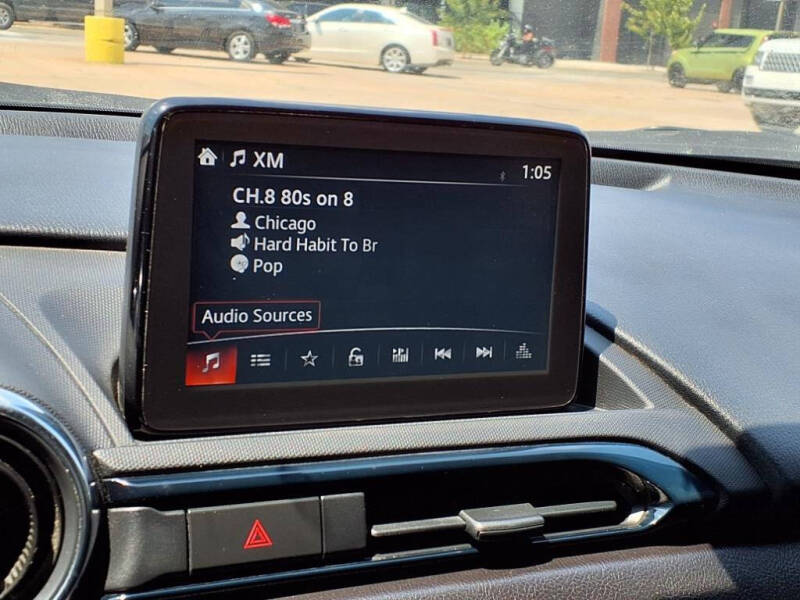 XM
1:05
CH.8 80s on 8
Chicago
Hard Habit To Br
Pop
Audio Sources